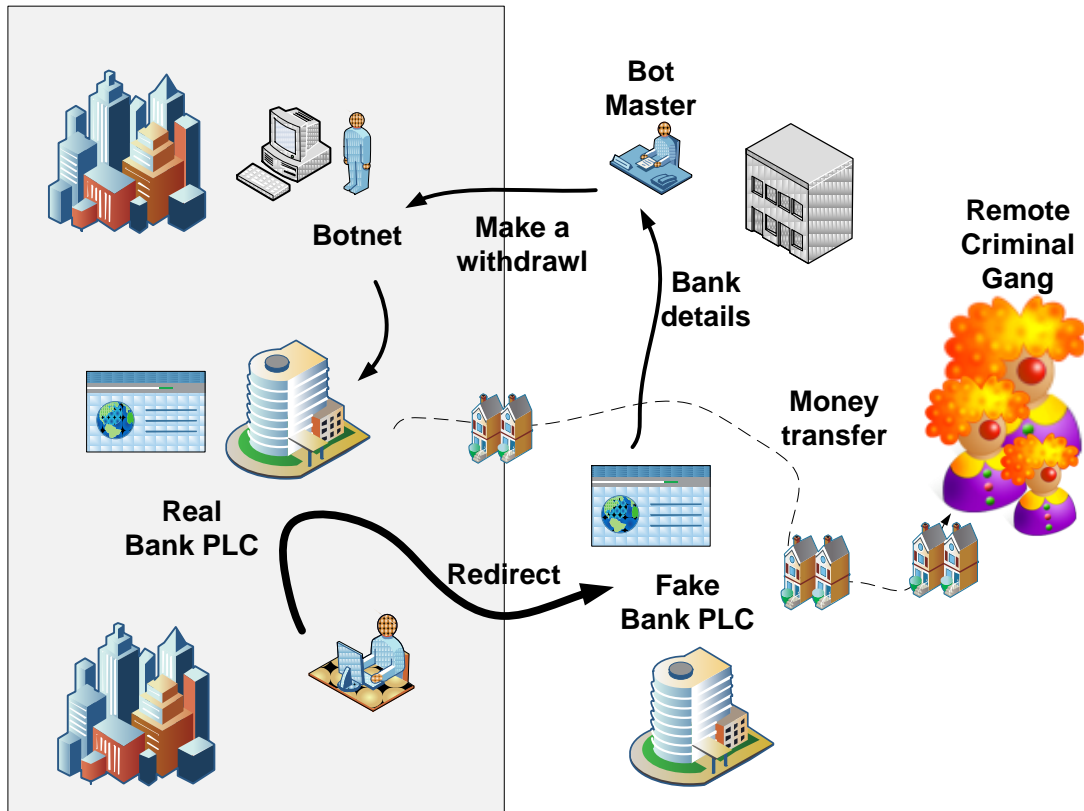 Bot
Master
Remote
Criminal
Gang
Botnet
Make a
withdrawl
Bank
details
Money
transfer
Real
Bank PLC
Redirect
Fake
Bank PLC